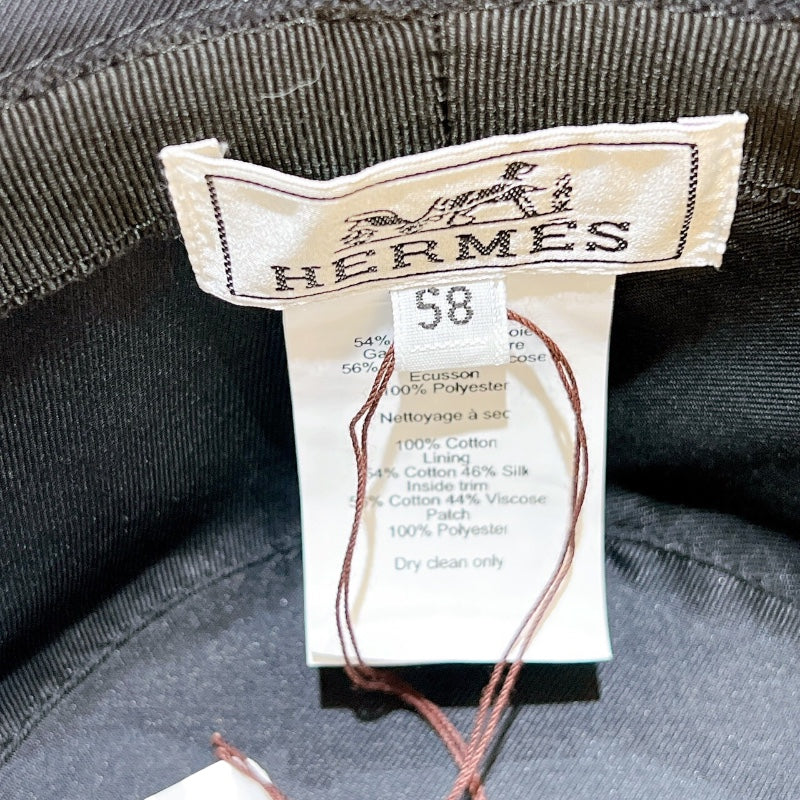 HERMES
58
54%
56%
Ecusson
100% Polyester
Nettoyage à sec
100% Cotton
Lining
54% Cotton 46% Silk
Inside trim
Cotton 44% Viscose
Patch
100% Polyester
Dry clean only